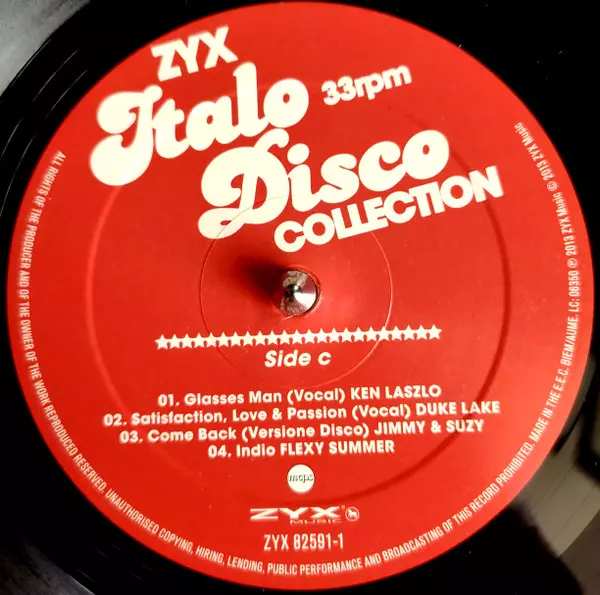 ZYX
Italo 33rpm
Disco
COLLECTION
Side c
01. Glasses Man (Vocal) KEN LASZLO
02. Satisfaction, Love & Passion (Vocal) DUKE LAKE
03. Come Back (Versione Disco) JIMMY & SUZY
04. Indio FLEXY SUMMER
mcps
ZYX
MUSIC
ZYX 82591-1
ALL RIGHTS OF THE PRODUCER AND OF THE OWNER OF THE WORK REPRODUCED RESERVED. UNAUTHORISED COPYING, HIRING, LENDING, PUBLIC PERFORMANCE AND BROADCASTING OF THIS RECORD PROHIBITED. MADE IN THE E.E.C. BIEM/AUME. LC: 06350 ℗ 2013 ZYX Music © 2013 ZYX Music